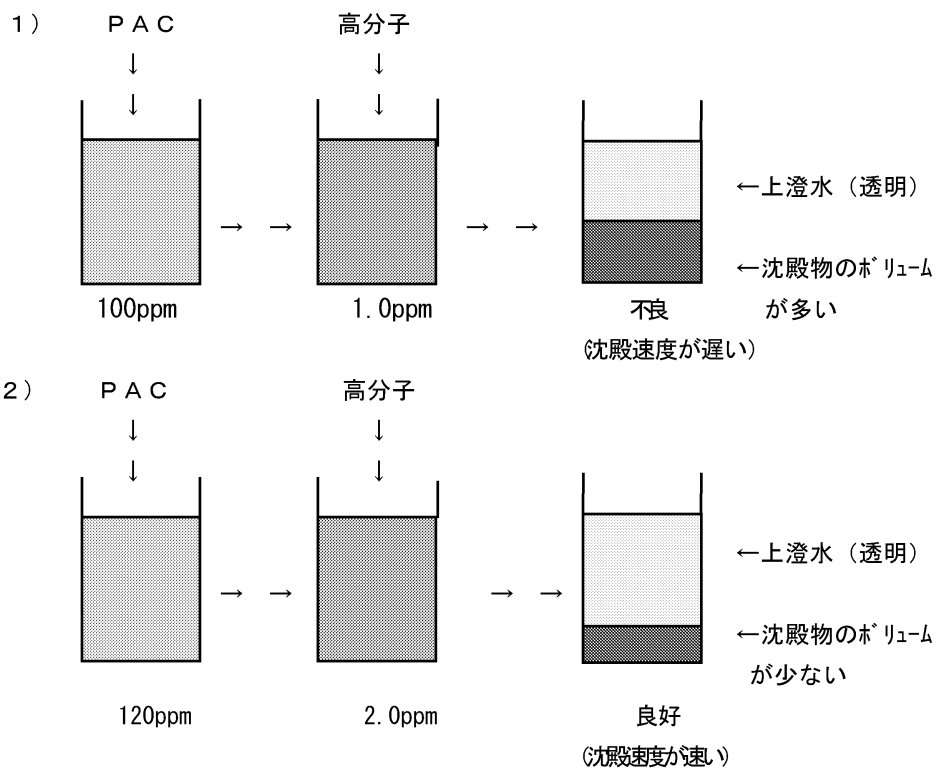 １） ＰＡＣ 高分子
↓ ↓
↓ ↓
←上澄水（透明）
→ → → →
←沈殿物のﾎﾞﾘｭｰﾑ
100ppm 1.0ppm 不良 が多い
(沈殿速度が遅い)
２） ＰＡＣ 高分子
↓ ↓
↓ ↓
←上澄水（透明）
→ → → →
←沈殿物のﾎﾞﾘｭｰﾑ
が少ない
120ppm 2.0ppm 良好
(沈殿速度が速い)